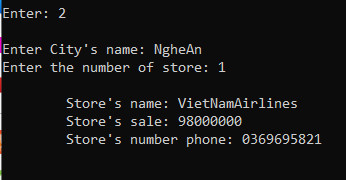 Enter: 2
Enter City's name: NgheAn
Enter the number of store: 1
Store's name: VietNamAirlines
Store's sale: 98000000
Store's number phone: 0369695821